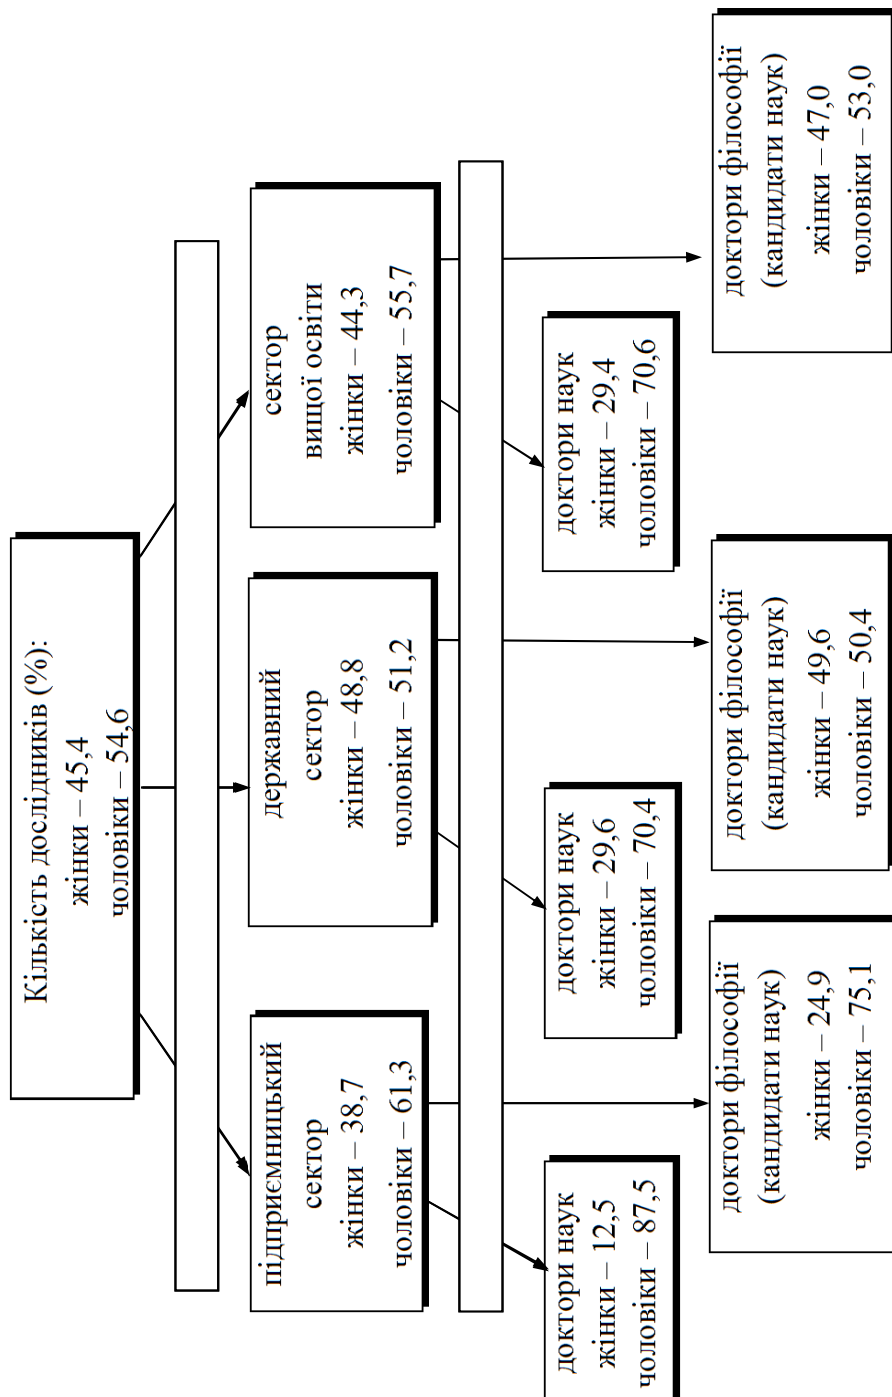 Кількість дослідників (%):
жінки – 45,4
чоловіки – 54,6
підприємницький
сектор
жінки – 38,7
чоловіки – 61,3
державний
сектор
жінки – 48,8
чоловіки – 51,2
сектор
вищої освіти
жінки – 44,3
чоловіки – 55,7
доктори наук
жінки – 12,5
чоловіки – 87,5
доктори наук
жінки – 29,6
чоловіки – 70,4
доктори наук
жінки – 29,4
чоловіки – 70,6
доктори філософії
(кандидати наук)
жінки – 24,9
чоловіки – 75,1
доктори філософії
(кандидати наук)
жінки – 49,6
чоловіки – 50,4
доктори філософії
(кандидати наук)
жінки – 47,0
чоловіки – 53,0